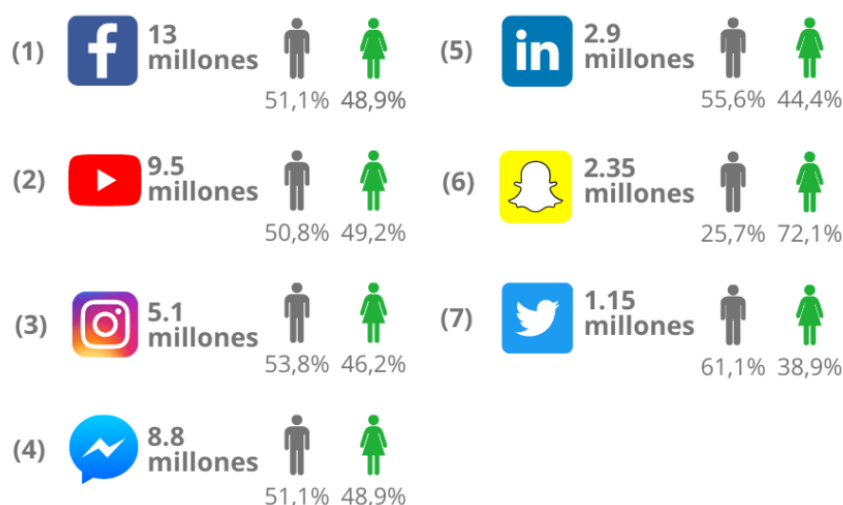 (1) f 13
millones
51,1% 48,9%
(2) 9.5
millones
50,8% 49,2%
(3) 5.1
millones
53,8% 46,2%
(4) 8.8
millones
51,1% 48,9%
(5) in 2.9
millones
55,6% 44,4%
(6) 2.35
millones
25,7% 72,1%
(7) 1.15
millones
61,1% 38,9%